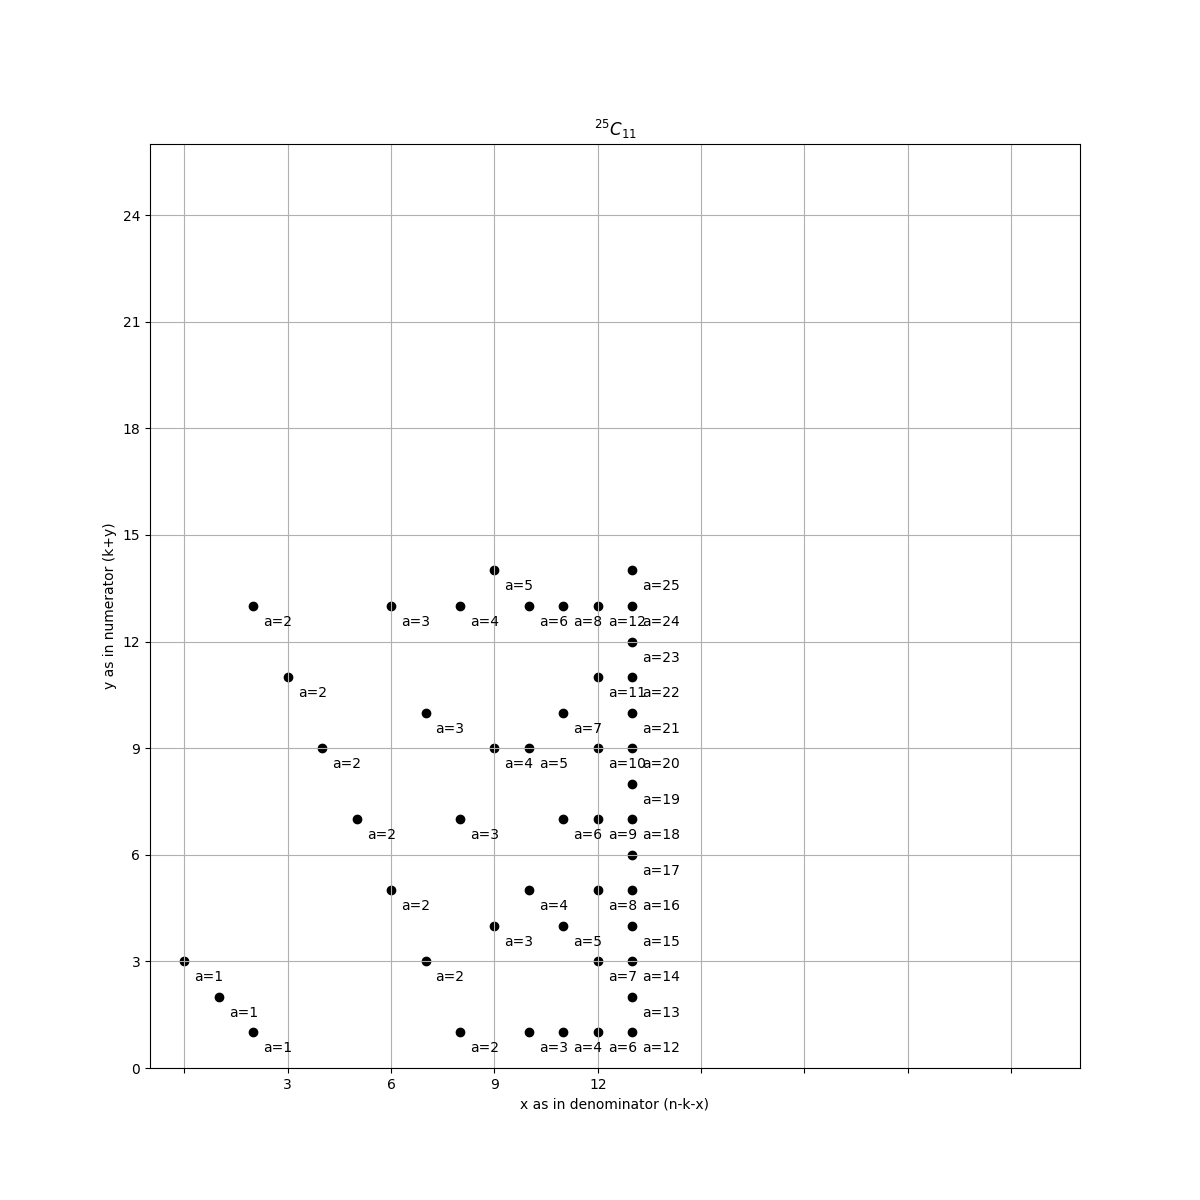 ²⁵C₁₁
24
21
18
15
a=5 a=25
a=2 a=3 a=4 a=6 a=8 a=12 a=24
12
a=23
a=2 a=11 a=22
a=3 a=7 a=21
9
a=2 a=4 a=5 a=10 a=20
a=19
a=2 a=3 a=6 a=9 a=18
6
a=17
a=2 a=4 a=8 a=16
a=3 a=5 a=15
3
a=1 a=2 a=7 a=14
a=1 a=13
a=1 a=2 a=3 a=4 a=6 a=12
0
3 6 9 12
x as in denominator (n-k-x)
y as in numerator (k+y)